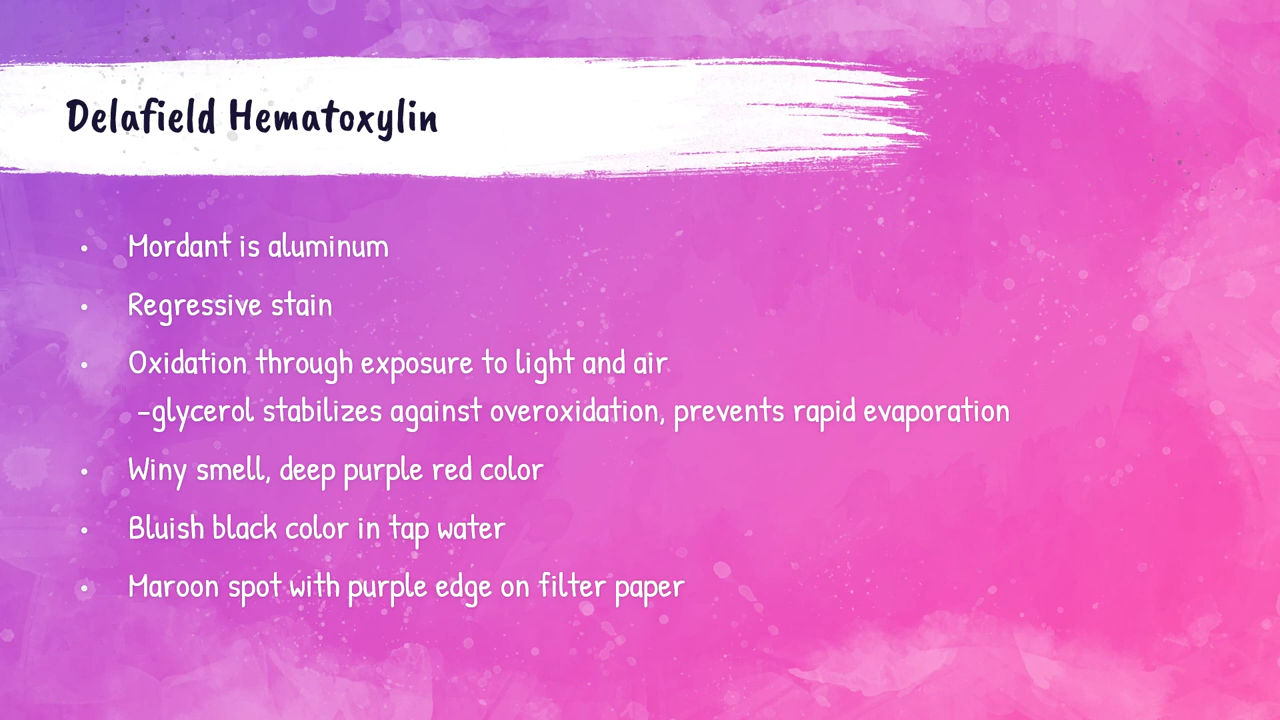 Delafield Hematoxylin
• Mordant is aluminum
• Regressive stain
• Oxidation through exposure to light and air
-glycerol stabilizes against overoxidation, prevents rapid evaporation
• Winy smell, deep purple red color
• Bluish black color in tap water
• Maroon spot with purple edge on filter paper